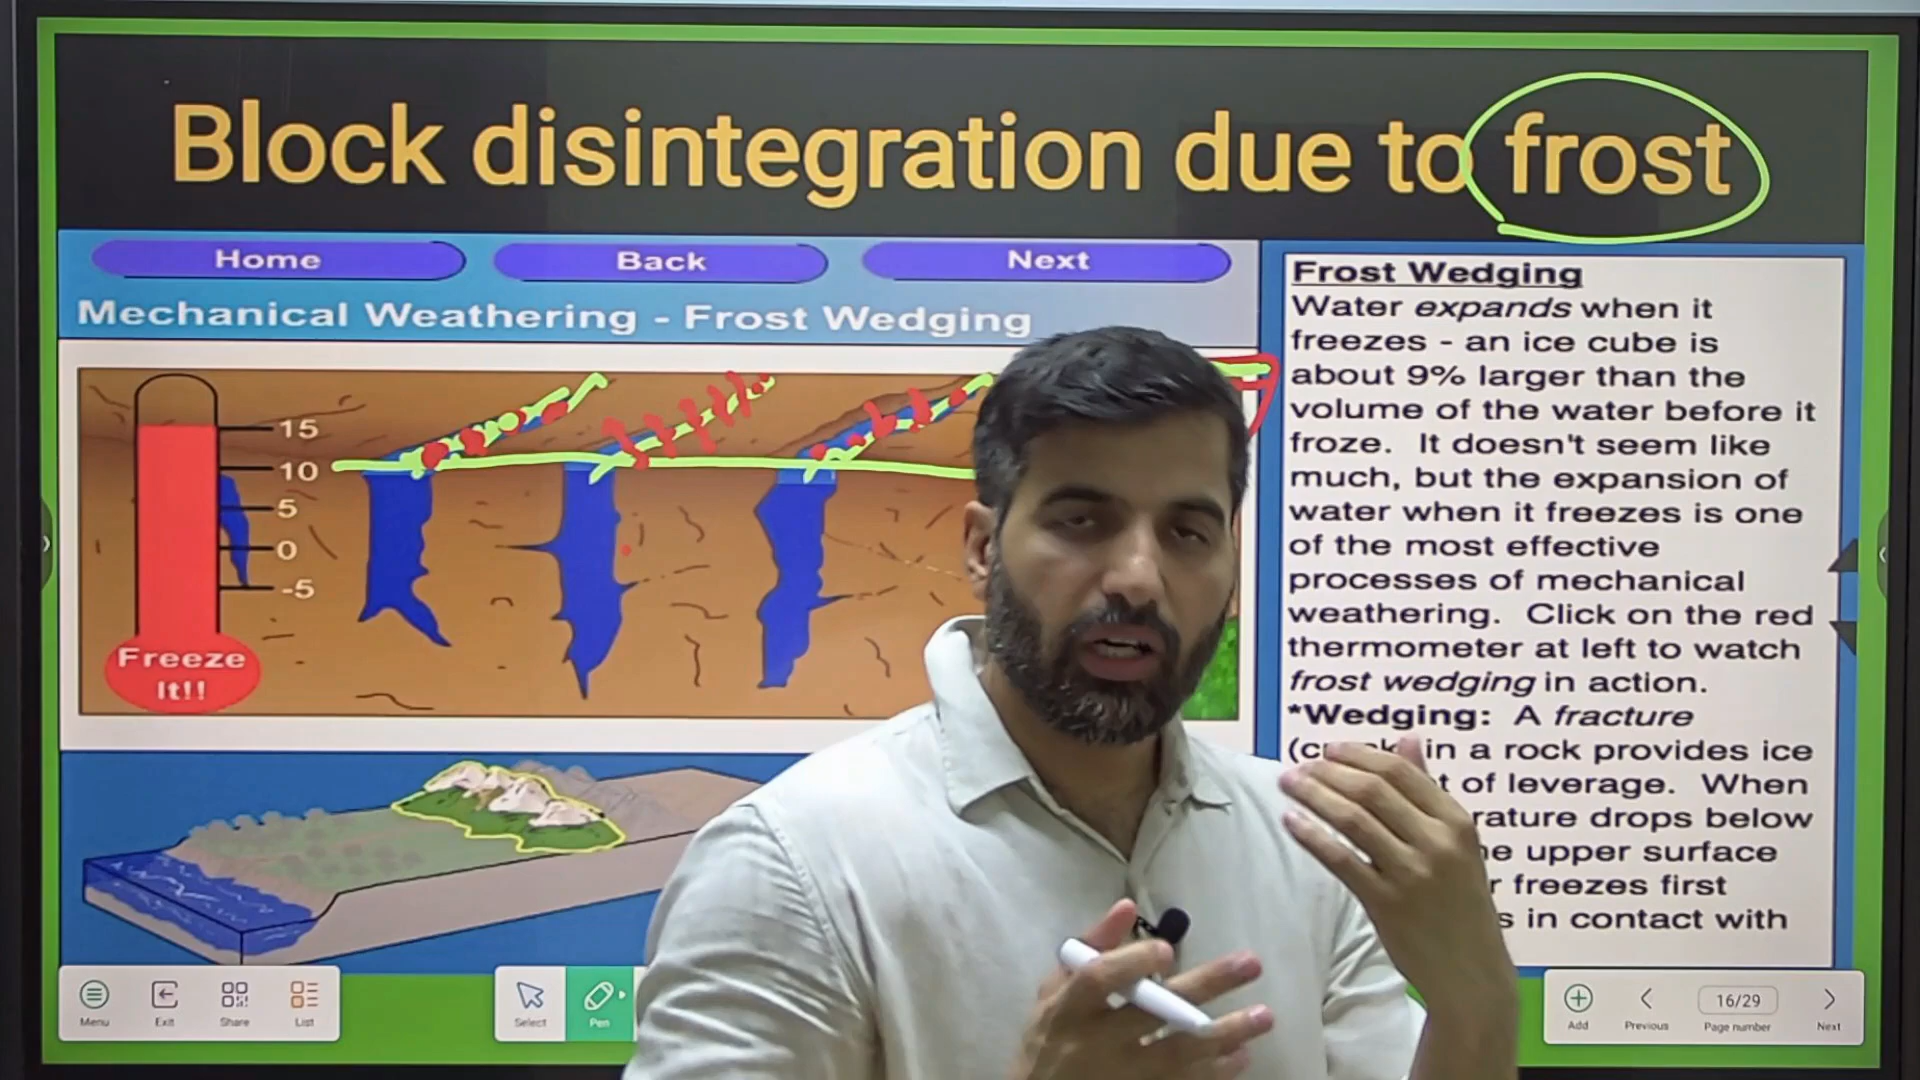 Block disintegration due to frost
Home
Back
Next
Mechanical Weathering - Frost Wedging
15
10
5
0
-5
Freeze
It!!
Frost Wedging
Water expands when it
freezes - an ice cube is
about 9% larger than the
volume of the water before it
froze. It doesn't seem like
much, but the expansion of
water when it freezes is one
of the most effective
processes of mechanical
weathering. Click on the red
thermometer at left to watch
frost wedging in action.
*Wedging: A fracture
in a rock provides ice
of leverage. When
drops below
upper surface
freezes first
in contact with
Menu
Exit
Share
List
Select
Pen
Add
Previous
16/29
Page number
Next